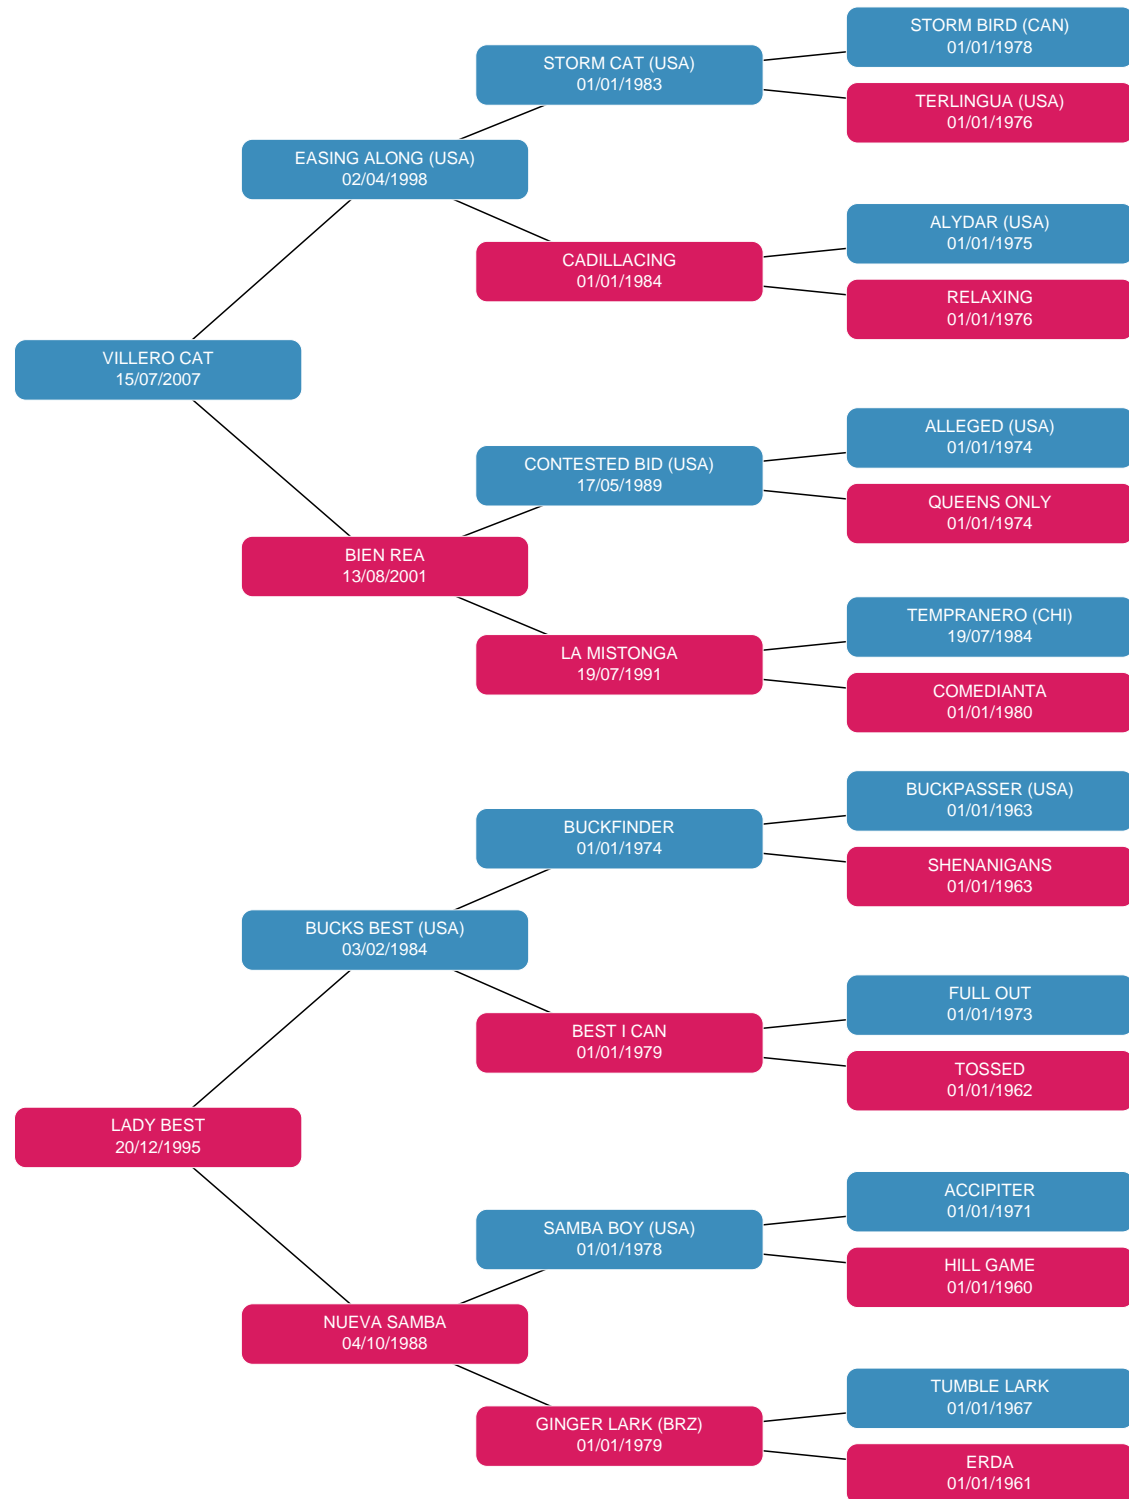 STORM BIRD (CAN)
01/01/1978
STORM CAT (USA)
01/01/1983
TERLINGUA (USA)
01/01/1976
EASING ALONG (USA)
02/04/1998
ALYDAR (USA)
01/01/1975
CADILLACING
01/01/1984
RELAXING
01/01/1976
VILLERO CAT
15/07/2007
ALLEGED (USA)
01/01/1974
CONTESTED BID (USA)
17/05/1989
QUEENS ONLY
01/01/1974
BIEN REA
13/08/2001
TEMPRANERO (CHI)
19/07/1984
LA MISTONGA
19/07/1991
COMEDIANTA
01/01/1980
BUCKPASSER (USA)
01/01/1963
BUCKFINDER
01/01/1974
SHENANIGANS
01/01/1963
BUCKS BEST (USA)
03/02/1984
FULL OUT
01/01/1973
BEST I CAN
01/01/1979
TOSSED
01/01/1962
LADY BEST
20/12/1995
ACCIPITER
01/01/1971
SAMBA BOY (USA)
01/01/1978
HILL GAME
01/01/1960
NUEVA SAMBA
04/10/1988
TUMBLE LARK
01/01/1967
GINGER LARK (BRZ)
01/01/1979
ERDA
01/01/1961